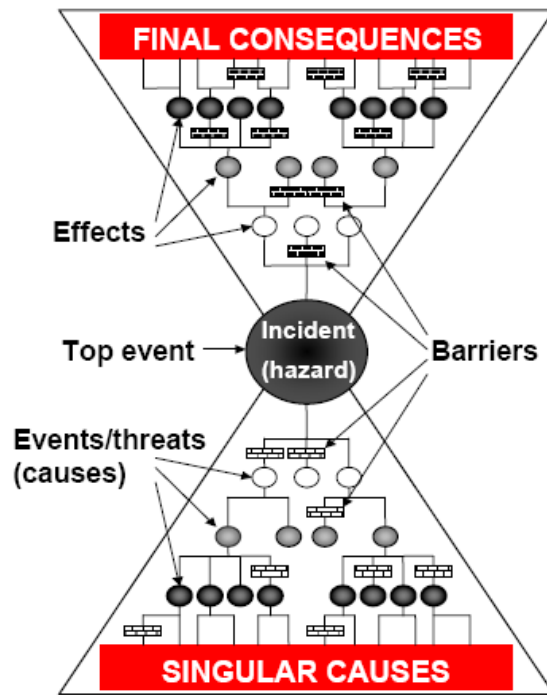 FINAL CONSEQUENCES
Effects
Incident
(hazard)
Top event
Barriers
Events/threats
(causes)
SINGULAR CAUSES